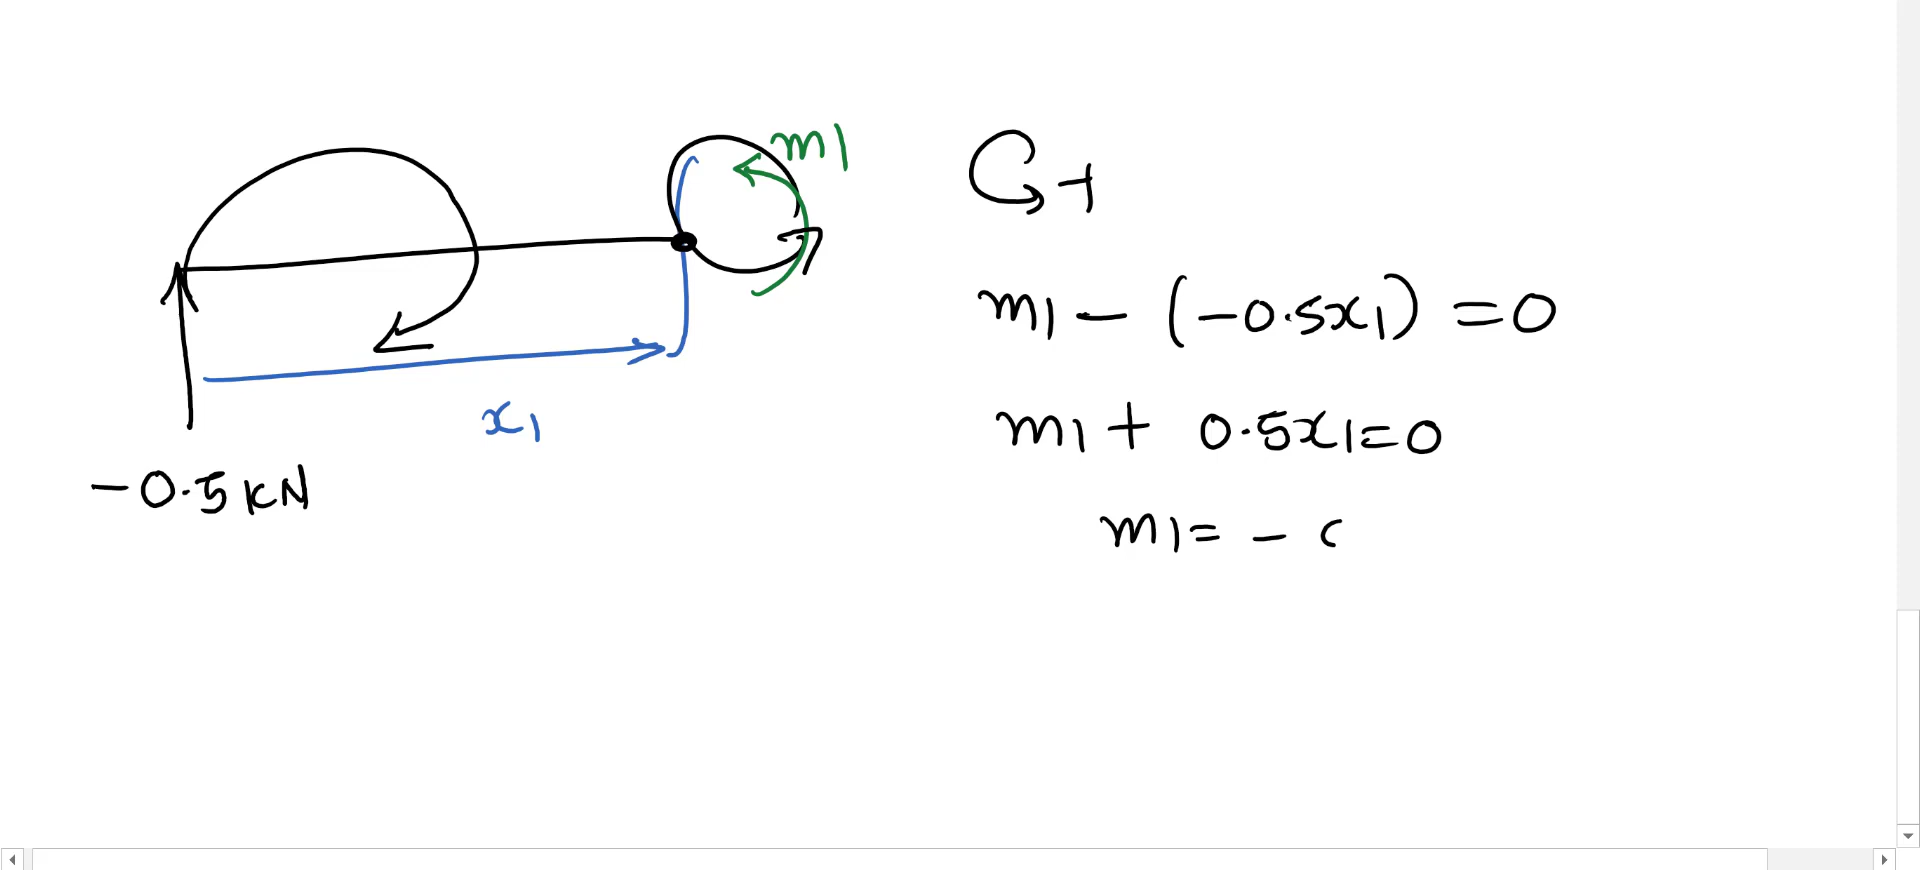 m1
x1
-0.5 KN
+
m1 - (-0.5x1) = 0
m1 + 0.5x1 = 0
m1 = - (